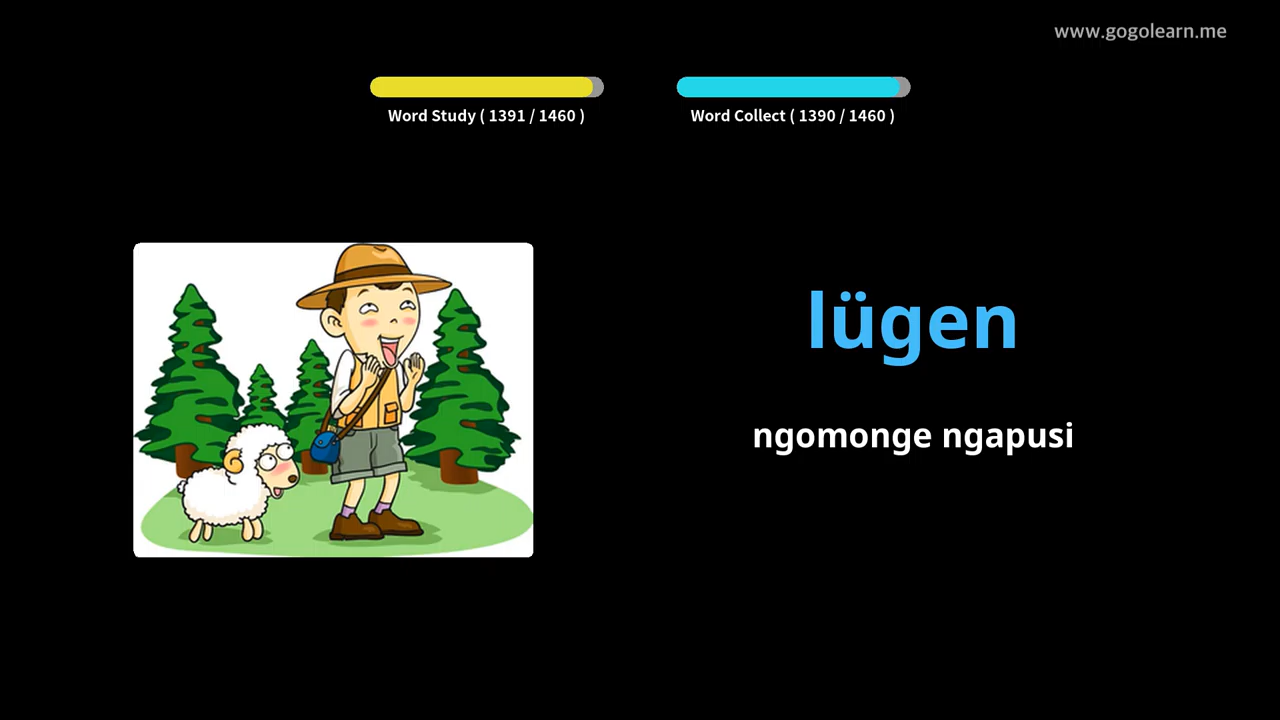 www.gogolearn.me
Word Study ( 1391 / 1460 )
Word Collect ( 1390 / 1460 )
lügen
ngomonge ngapusi